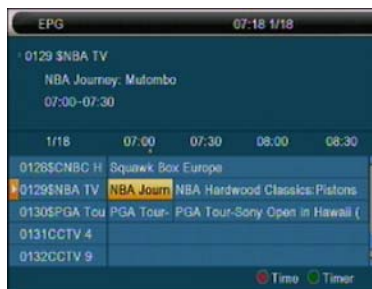 EPG 07:18 1/18
0129 $NBA TV
NBA Journey: Mutombo
07:00-07:30
1/18 07:00 07:30 08:00 08:30
0128$CNBC H Squawk Box Europe
0129$NBA TV NBA Journ NBA Hardwood Classics: Pistons
0130$PGA Tou PGA Tour- PGA Tour-Sony Open in Hawaii (
0131CCTV 4
0132CCTV 9
Time Timer